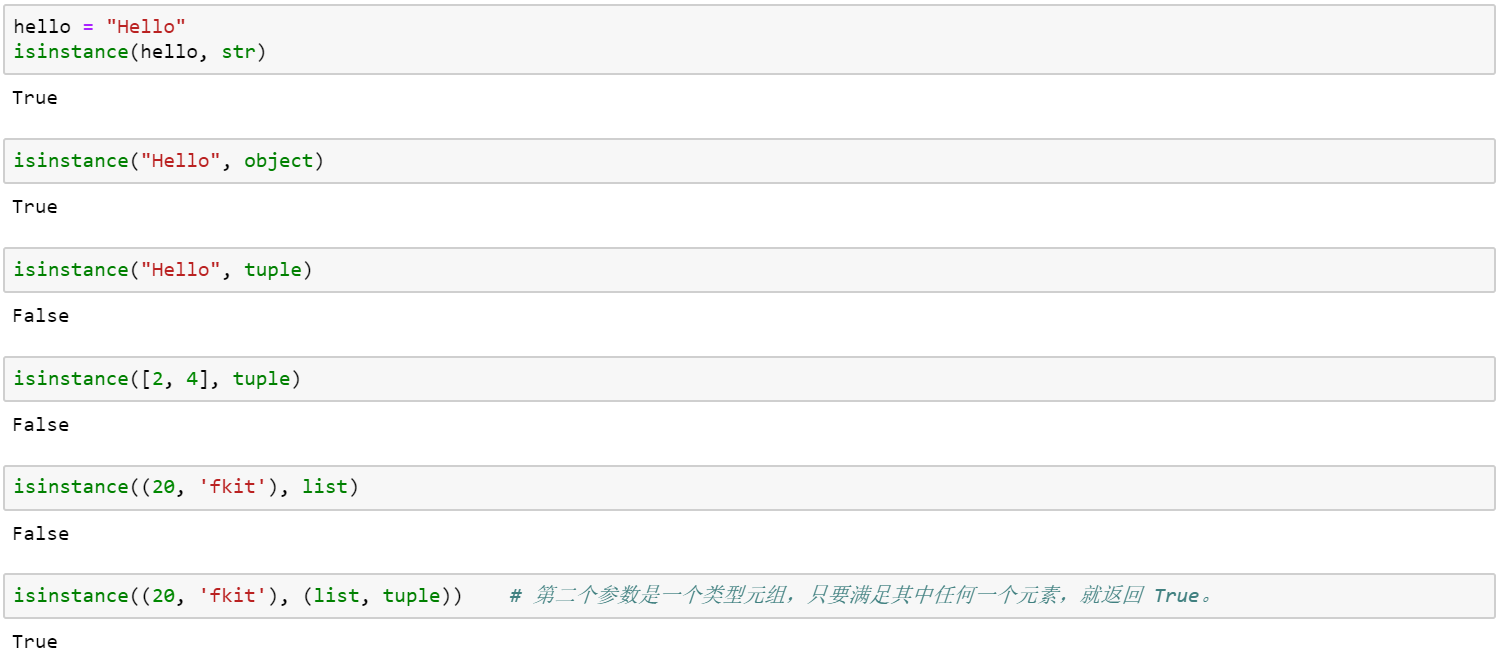 hello = "Hello"
isinstance(hello, str)
True
isinstance("Hello", object)
True
isinstance("Hello", tuple)
False
isinstance([2, 4], tuple)
False
isinstance((20, 'fkit'), list)
False
isinstance((20, 'fkit'), (list, tuple))    # 第二个参数是一个类型元组，只要满足其中任何一个元素，就返回 True。
True